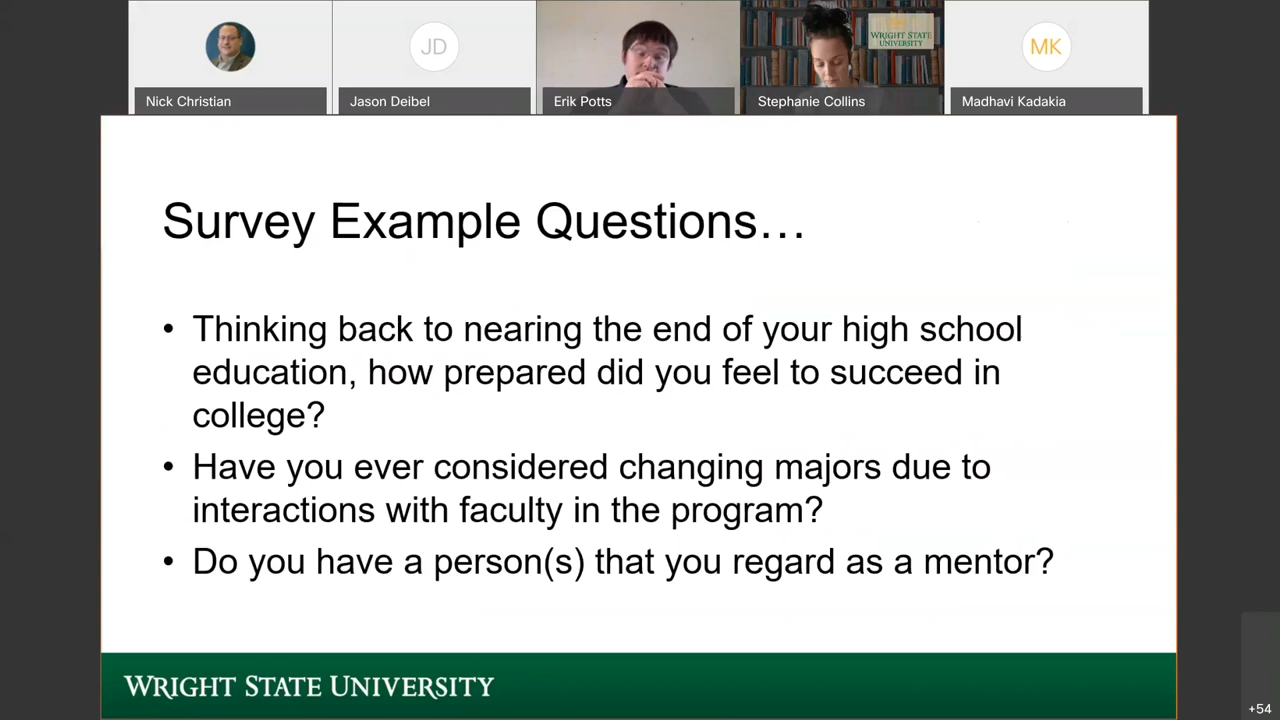 JD
WRIGHT STATE
UNIVERSITY
MK
Nick Christian
Jason Deibel
Erik Potts
Stephanie Collins
Madhavi Kadakia
Survey Example Questions…
• Thinking back to nearing the end of your high school
education, how prepared did you feel to succeed in
college?
• Have you ever considered changing majors due to
interactions with faculty in the program?
• Do you have a person(s) that you regard as a mentor?
WRIGHT STATE UNIVERSITY
+54